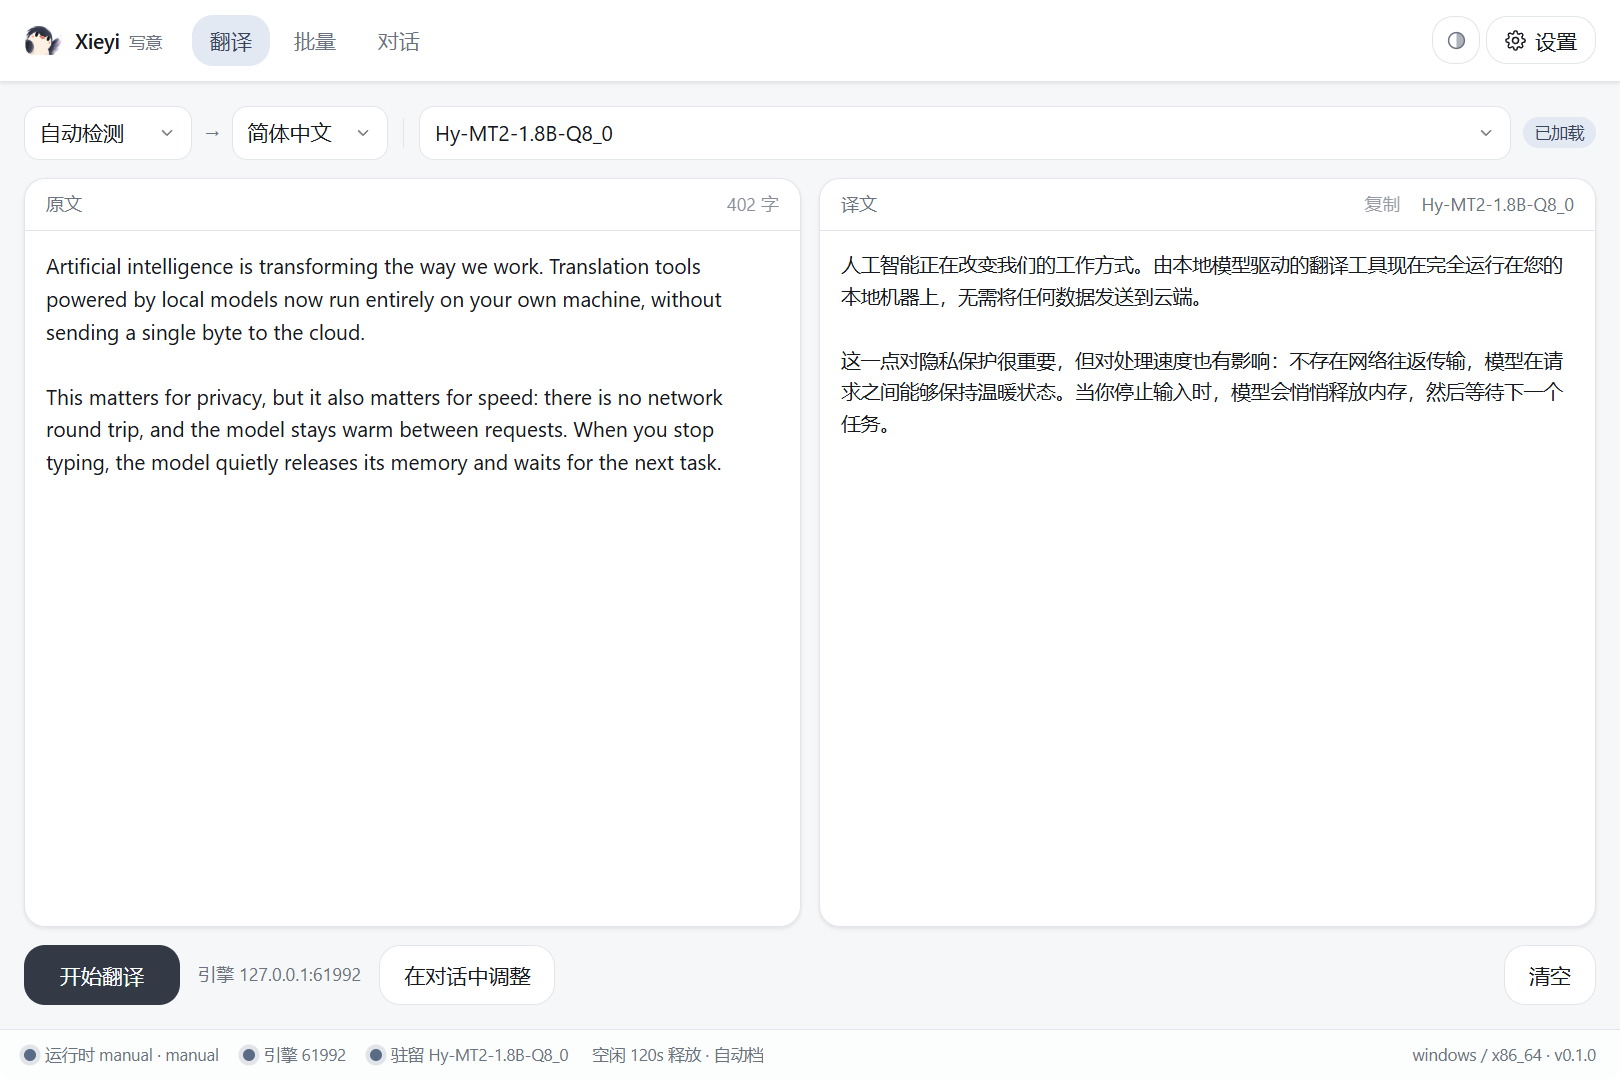 Xieyi 写意 翻译 批量 对话 设置
自动检测 → 简体中文 Hy-MT2-1.8B-Q8_0 已加载
原文 402 字
Artificial intelligence is transforming the way we work. Translation tools
powered by local models now run entirely on your own machine, without
sending a single byte to the cloud.
This matters for privacy, but it also matters for speed: there is no network
round trip, and the model stays warm between requests. When you stop
typing, the model quietly releases its memory and waits for the next task.
译文 复制 Hy-MT2-1.8B-Q8_0
人工智能正在改变我们的工作方式。由本地模型驱动的翻译工具现在完全运行在您的
本地机器上，无需将任何数据发送到云端。
这一点对隐私保护很重要，但对处理速度也有影响：不存在网络往返传输，模型在请
求之间能够保持温暖状态。当你停止输入时，模型会悄悄释放内存，然后等待下一个
任务。
开始翻译 引擎 127.0.0.1:61992 在对话中调整 清空
运行时 manual · manual 引擎 61992 驻留 Hy-MT2-1.8B-Q8_0 空闲 120s 释放 · 自动档 windows / x86_64 · v0.1.0